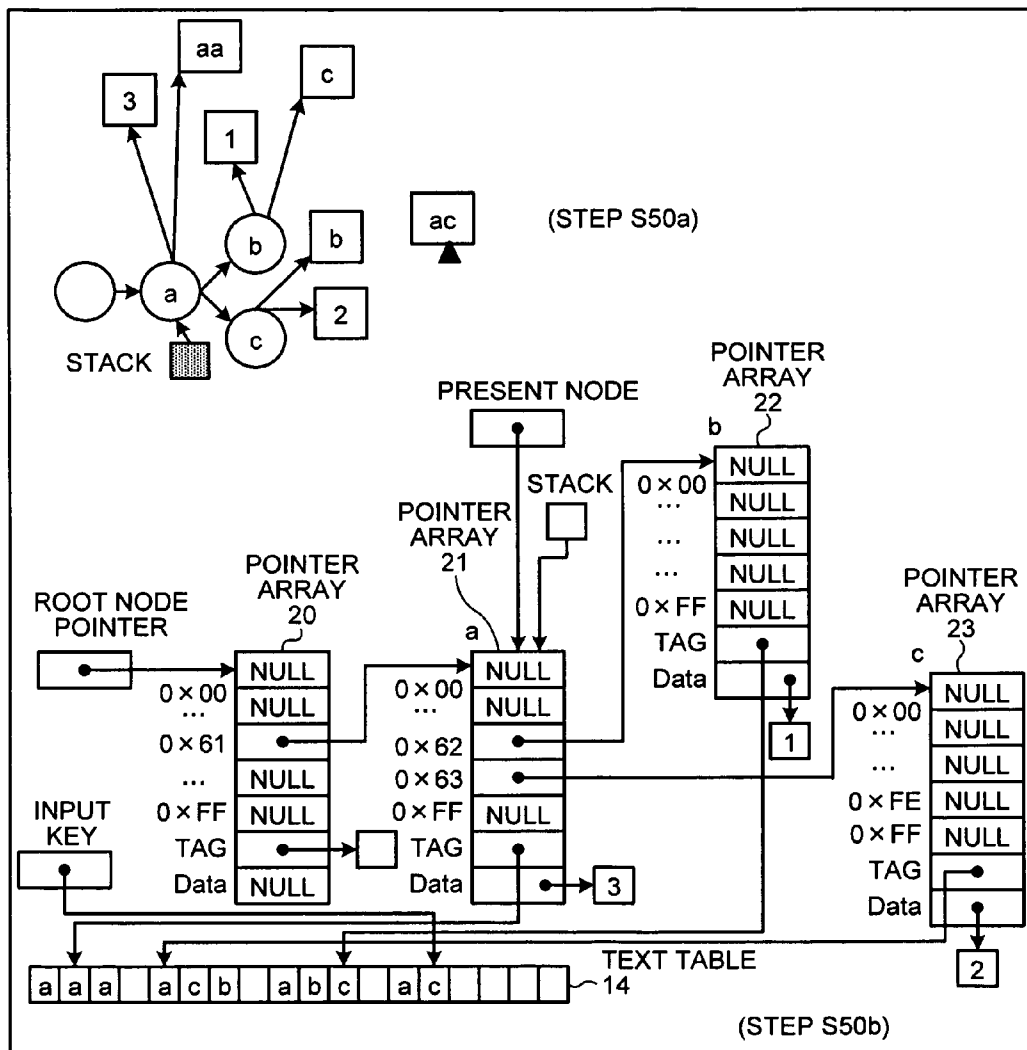 aa
3
c
1
b
b
a
c
2
STACK
ac
(STEP S50a)
PRESENT NODE
STACK
ROOT NODE
POINTER
INPUT
KEY
POINTER
ARRAY
20
NULL
0×00
...
NULL
0×61
...
NULL
0×FF
NULL
TAG
Data
NULL
POINTER
ARRAY
21
a
NULL
0×00
...
NULL
0×62
0×63
0×FF
NULL
TAG
Data
3
POINTER
ARRAY
22
b
NULL
0×00
...
NULL
...
NULL
...
NULL
0×FF
NULL
TAG
Data
1
POINTER
ARRAY
23
c
NULL
0×00
...
NULL
...
NULL
0×FE
NULL
0×FF
NULL
TAG
Data
2
a a a a c b a b c a c
TEXT TABLE
14
(STEP S50b)